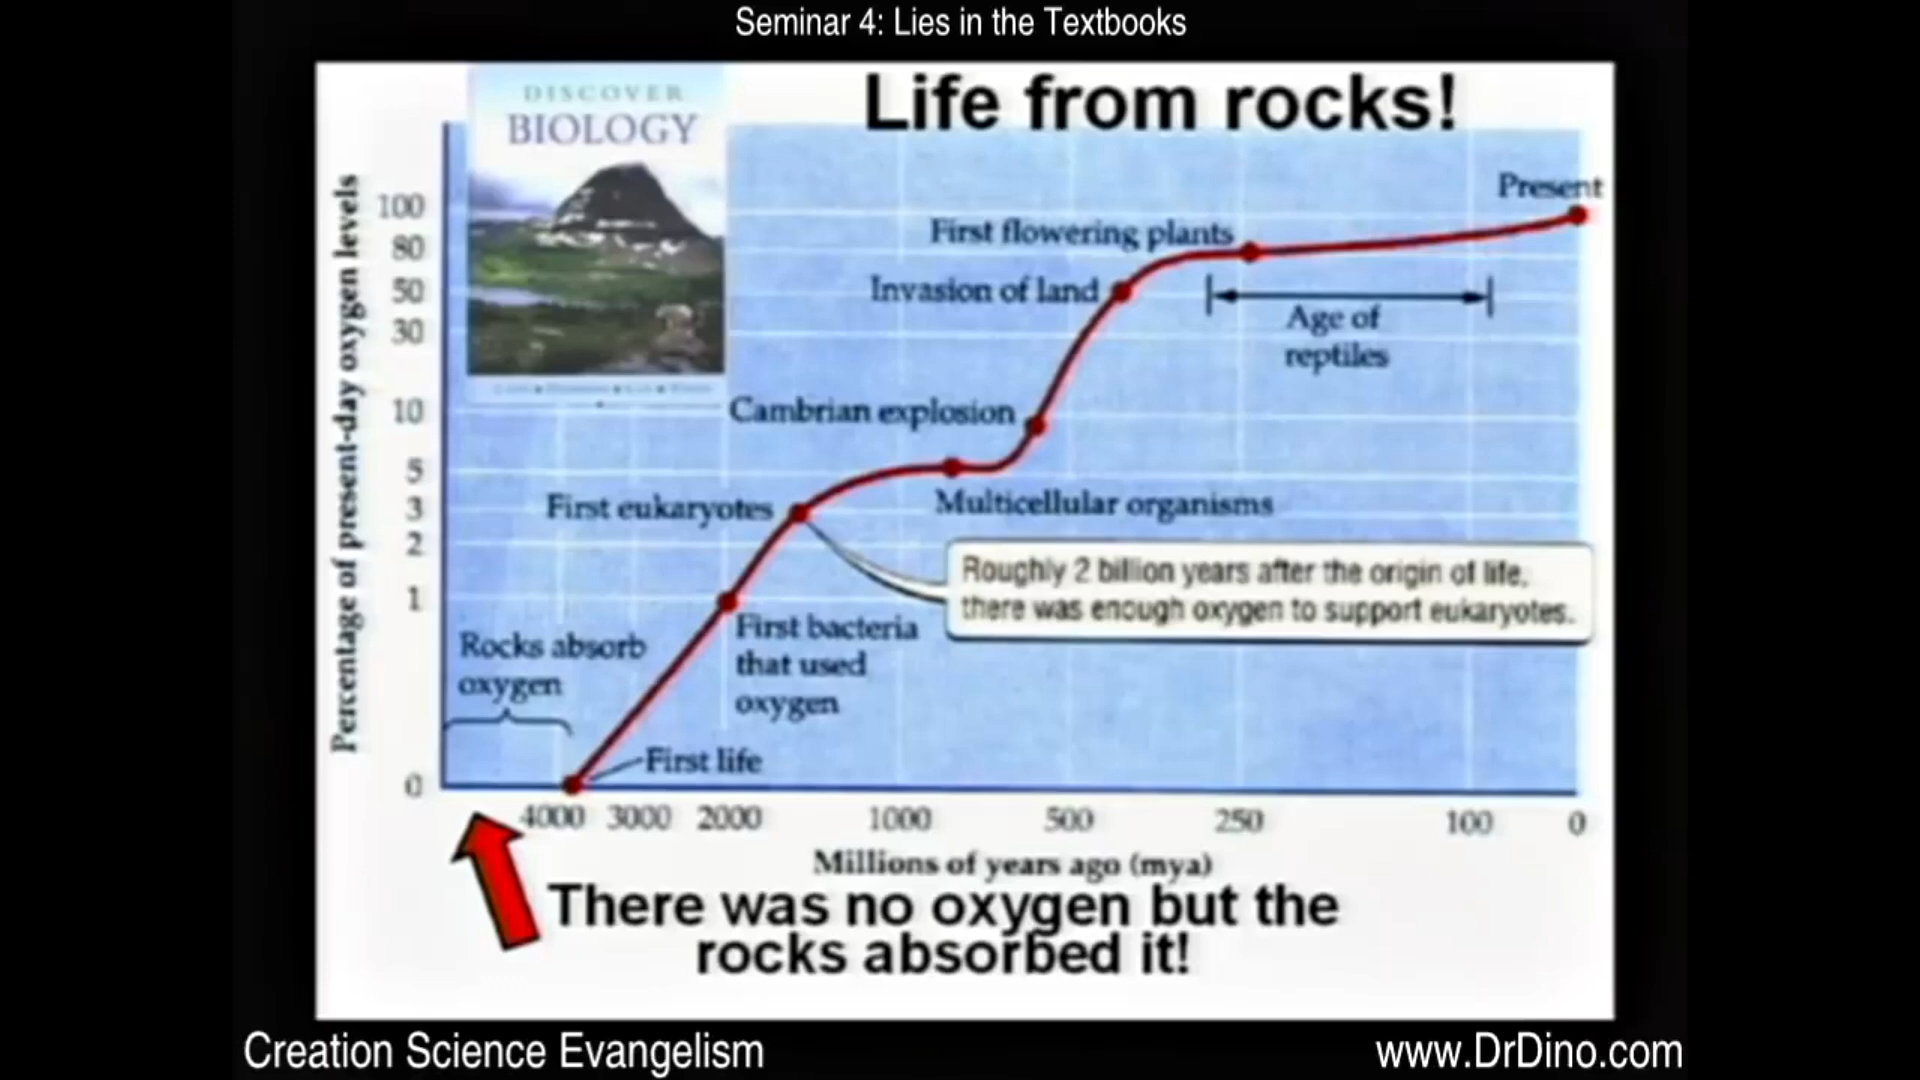 Seminar 4: Lies in the Textbooks
DISCOVER
BIOLOGY
Life from rocks!
Percentage of present-day oxygen levels
100
80
50
30
10
5
3
2
1
0
Present
First flowering plants
Invasion of land
Age of
reptiles
Cambrian explosion
First eukaryotes
Multicellular organisms
Roughly 2 billion years after the origin of life,
there was enough oxygen to support eukaryotes.
First bacteria
that used
oxygen
Rocks absorb
oxygen
First life
4000 3000 2000 1000 500 250 100 0
Millions of years ago (mya)
There was no oxygen but the
rocks absorbed it!
Creation Science Evangelism
www.DrDino.com